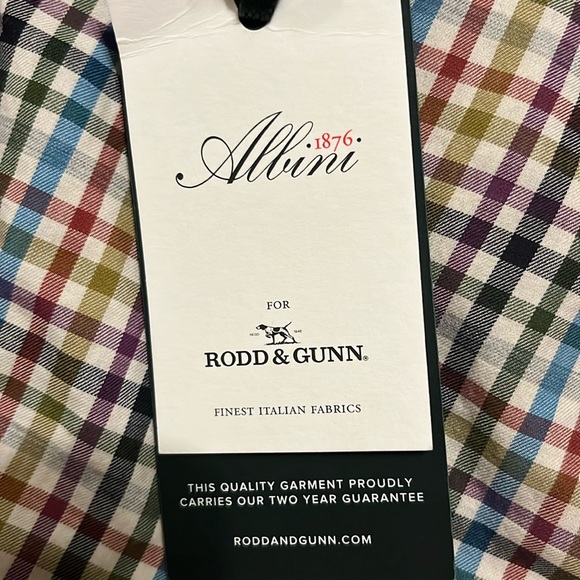 Albini 1876
FOR
RODD & GUNN®
FINEST ITALIAN FABRICS
THIS QUALITY GARMENT PROUDLY
CARRIES OUR TWO YEAR GUARANTEE
RODDANDGUNN.COM